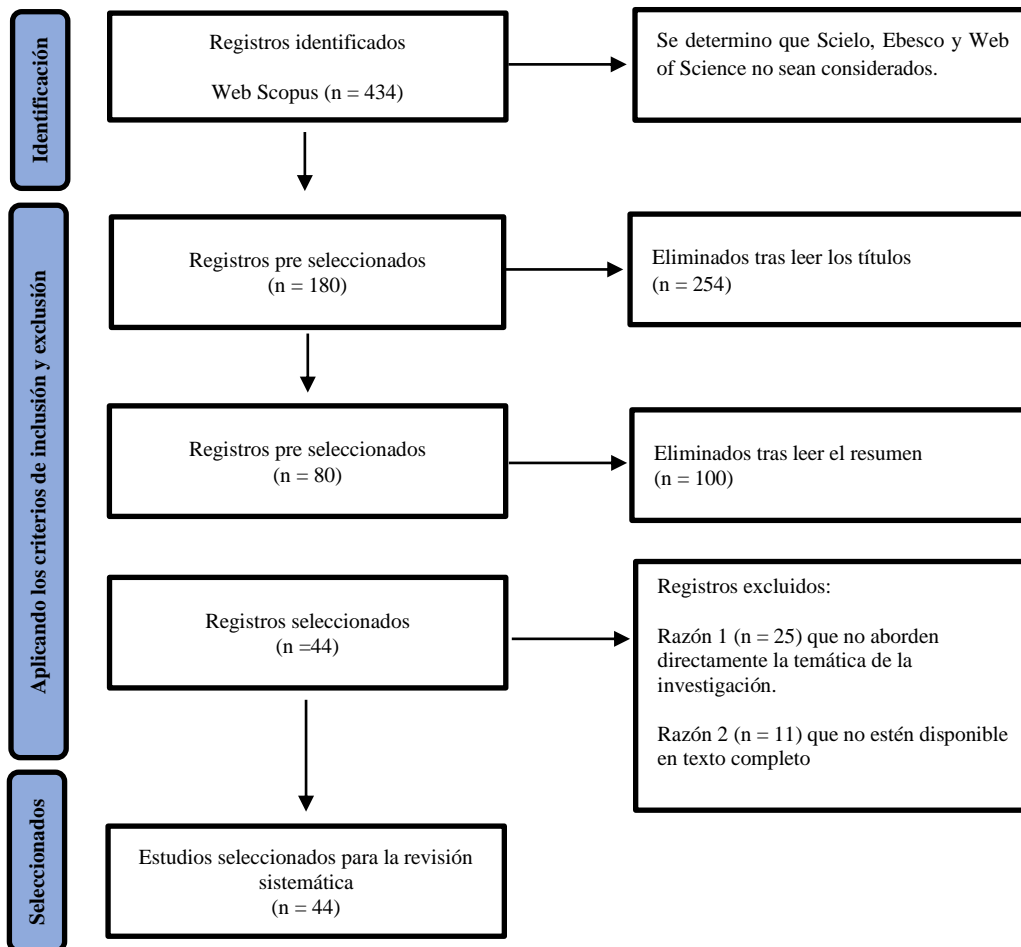 Identificación
Registros identificados
Web Scopus (n = 434)
Se determino que Scielo, Ebesco y Web
of Science no sean considerados.
Aplicando los criterios de inclusión y exclusión
Registros pre seleccionados
(n = 180)
Eliminados tras leer los títulos
(n = 254)
Registros pre seleccionados
(n = 80)
Eliminados tras leer el resumen
(n = 100)
Registros seleccionados
(n =44)
Registros excluidos:
Razón 1 (n = 25) que no aborden
directamente la temática de la
investigación.
Razón 2 (n = 11) que no estén disponible
en texto completo
Seleccionados
Estudios seleccionados para la revisión
sistemática
(n = 44)